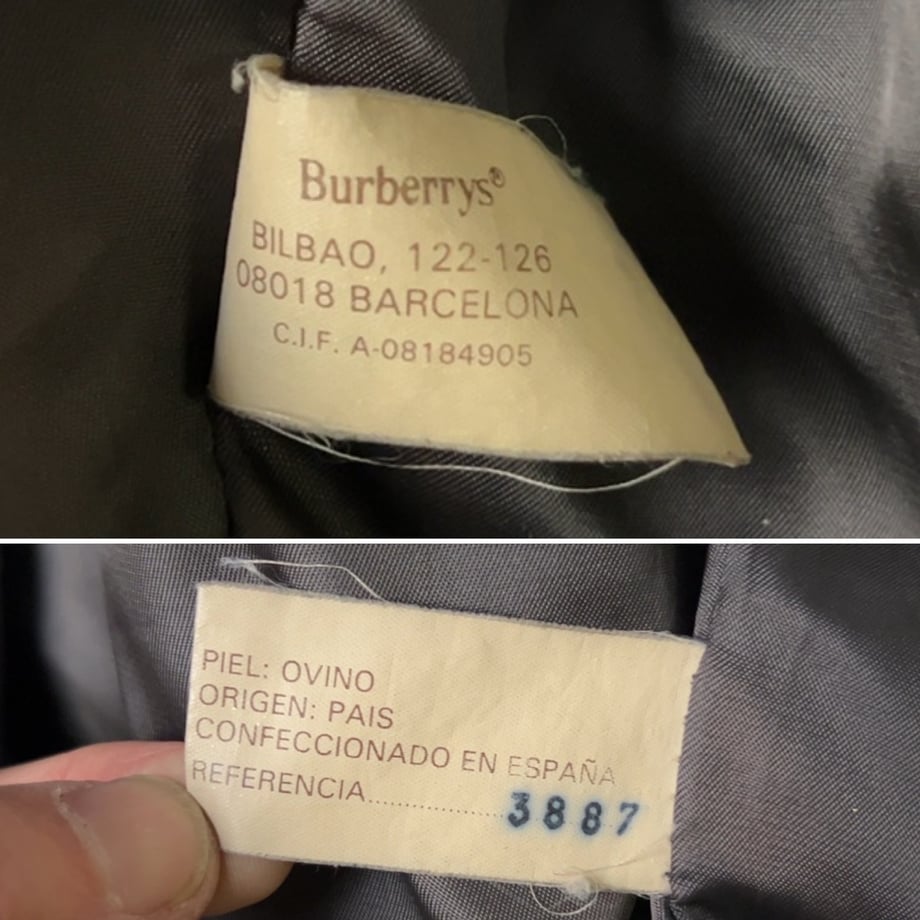 Burberrys®
BILBAO, 122-126
08018 BARCELONA
C.I.F. A-08184905
PIEL: OVINO
ORIGEN: PAIS
CONFECCIONADO EN ESPAÑA
REFERENCIA....................3887